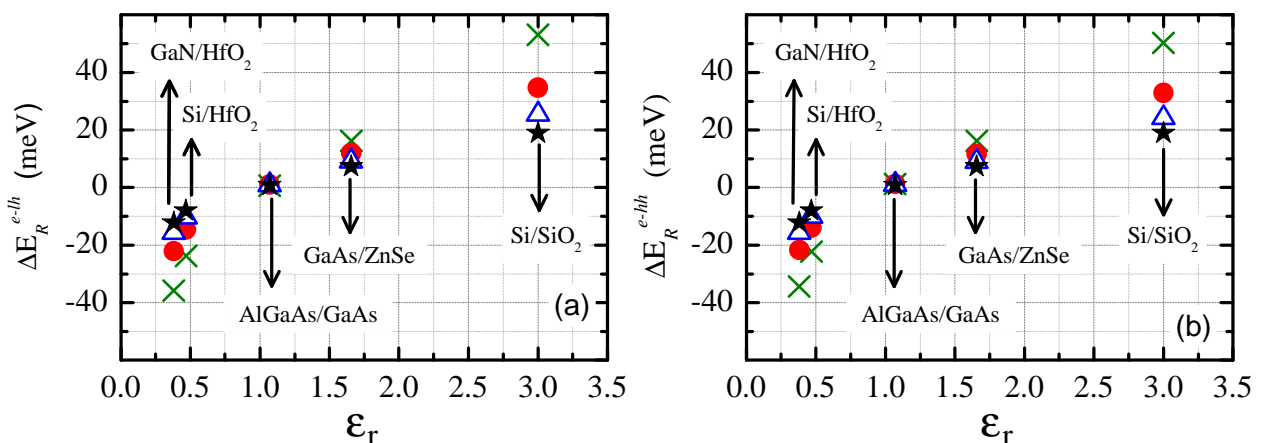 GaN/HfO₂
Si/HfO₂
GaAs/ZnSe
AlGaAs/GaAs
Si/SiO₂
(a)
40
20
0
-20
-40
0.0 0.5 1.0 1.5 2.0 2.5 3.0 3.5
ΔE_R^{e-lh} (meV)
ε_r
GaN/HfO₂
Si/HfO₂
GaAs/ZnSe
AlGaAs/GaAs
Si/SiO₂
(b)
40
20
0
-20
-40
0.0 0.5 1.0 1.5 2.0 2.5 3.0 3.5
ΔE_R^{e-hh} (meV)
ε_r